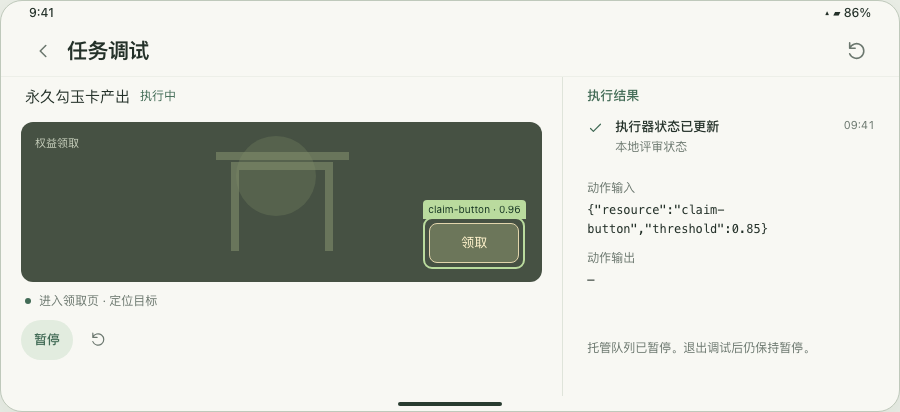 9:41
86%
任务调试
永久勾玉卡产出 执行中
权益领取
claim-button · 0.96
领取
进入领取页 · 定位目标
暂停
执行结果
执行器状态已更新 09:41
本地评审状态
动作输入
{"resource":"claim-
button","threshold":0.85}
动作输出
—
托管队列已暂停。退出调试后仍保持暂停。